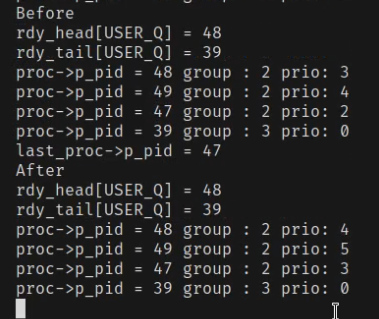 Before
rdy_head[USER_Q] = 48
rdy_tail[USER_Q] = 39
proc->p_pid = 48 group : 2 prio: 3
proc->p_pid = 49 group : 2 prio: 4
proc->p_pid = 47 group : 2 prio: 2
proc->p_pid = 39 group : 3 prio: 0
last_proc->p_pid = 47
After
rdy_head[USER_Q] = 48
rdy_tail[USER_Q] = 39
proc->p_pid = 48 group : 2 prio: 4
proc->p_pid = 49 group : 2 prio: 5
proc->p_pid = 47 group : 2 prio: 3
proc->p_pid = 39 group : 3 prio: 0